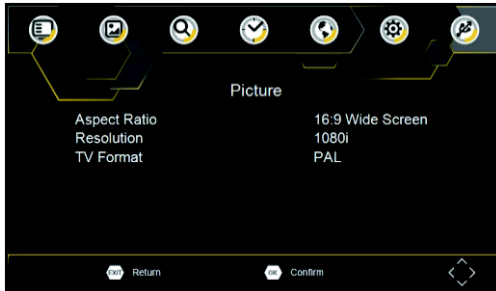 Picture
Aspect Ratio 16:9 Wide Screen
Resolution 1080i
TV Format PAL
EXIT Return OK Confirm